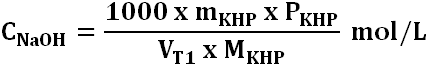 C_NaOH = (1000 x m_KHP x P_KHP) / (V_T1 x M_KHP) mol/L